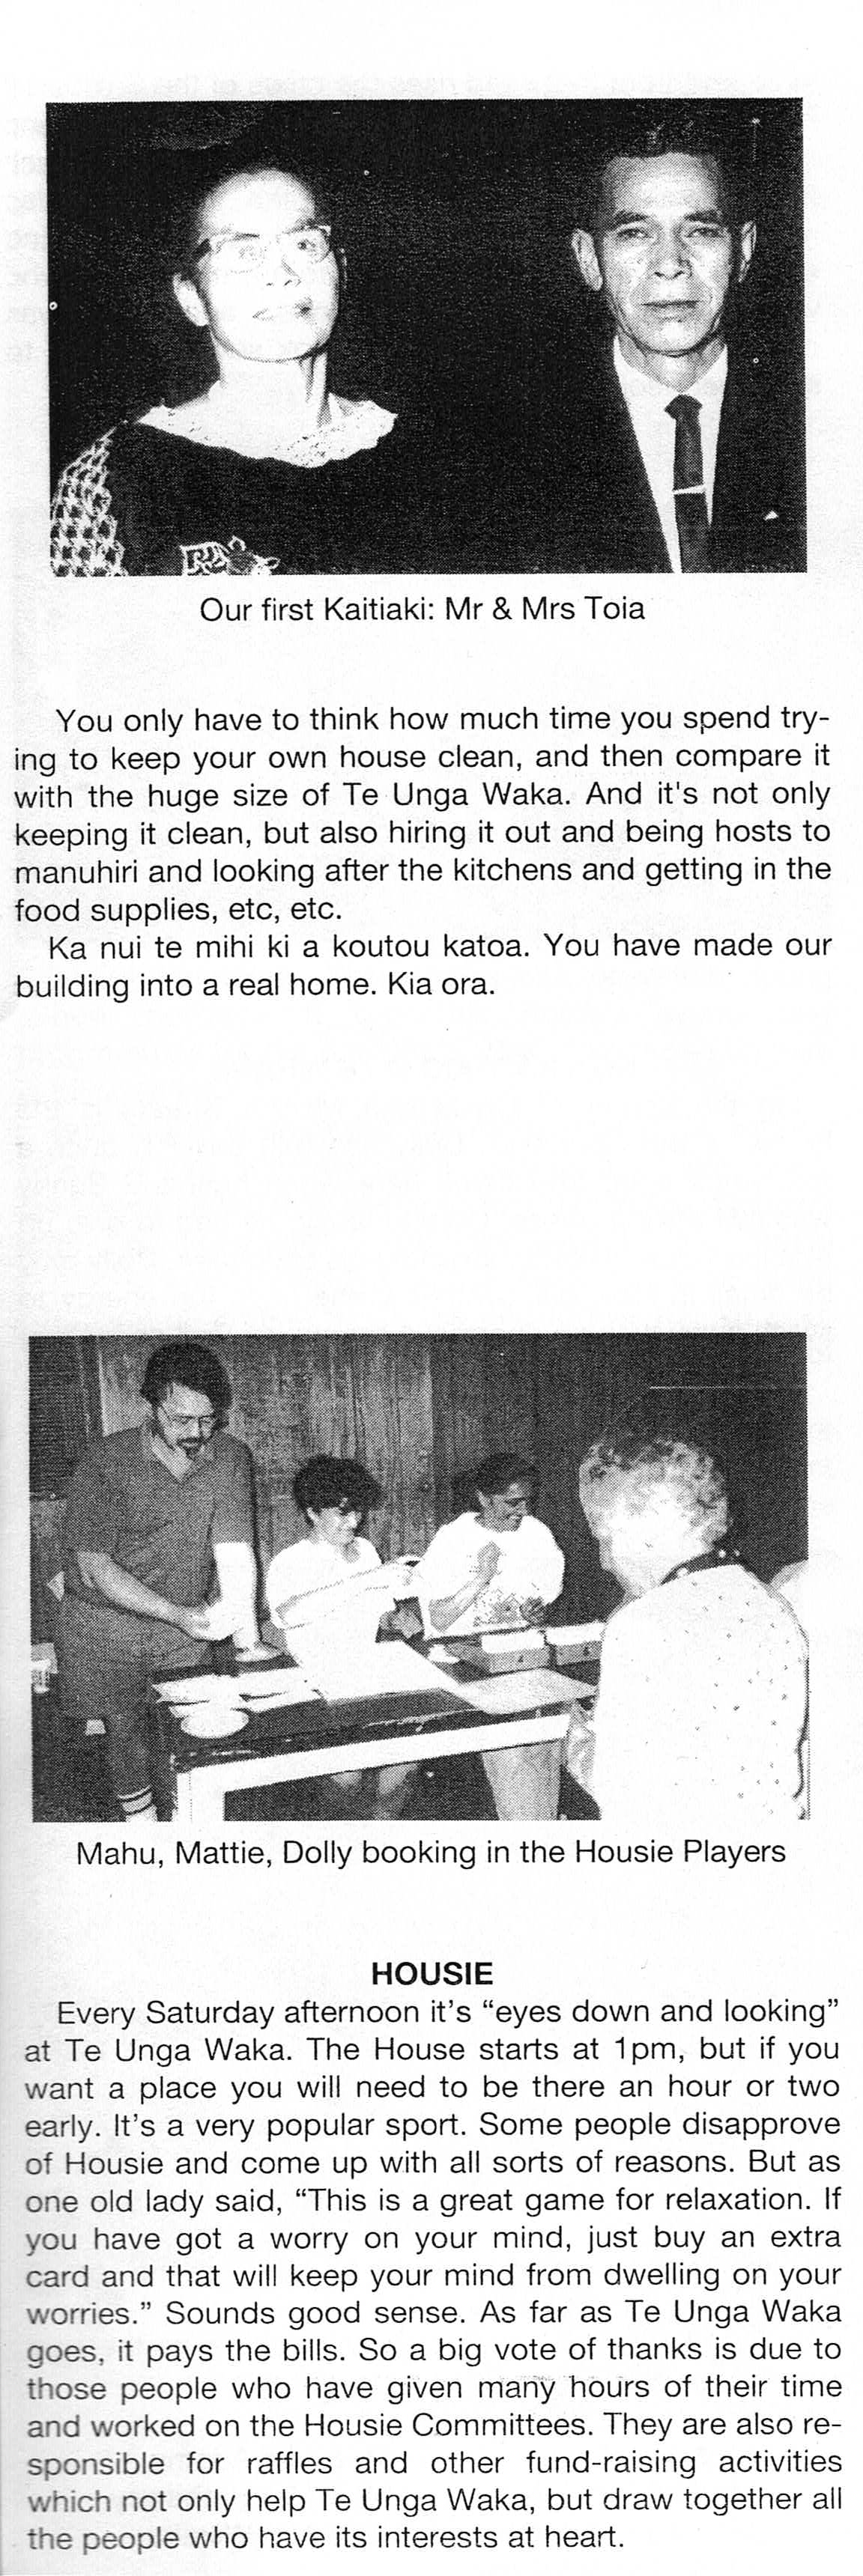 Our first Kaitiaki: Mr & Mrs Toia
You only have to think how much time you spend try-
ing to keep your own house clean, and then compare it
with the huge size of Te Unga Waka. And it's not only
keeping it clean, but also hiring it out and being hosts to
manuhiri and looking after the kitchens and getting in the
food supplies, etc, etc.
Ka nui te mihi ki a koutou katoa. You have made our
building into a real home. Kia ora.
Mahu, Mattie, Dolly booking in the Housie Players
HOUSIE
Every Saturday afternoon it’s “eyes down and looking”
at Te Unga Waka. The House starts at 1pm, but if you
want a place you will need to be there an hour or two
early. It’s a very popular sport. Some people disapprove
of Housie and come up with all sorts of reasons. But as
one old lady said, “This is a great game for relaxation. If
you have got a worry on your mind, just buy an extra
card and that will keep your mind from dwelling on your
worries.” Sounds good sense. As far as Te Unga Waka
goes, it pays the bills. So a big vote of thanks is due to
those people who have given many hours of their time
and worked on the Housie Committees. They are also re-
sponsible for raffles and other fund-raising activities
which not only help Te Unga Waka, but draw together all
the people who have its interests at heart.